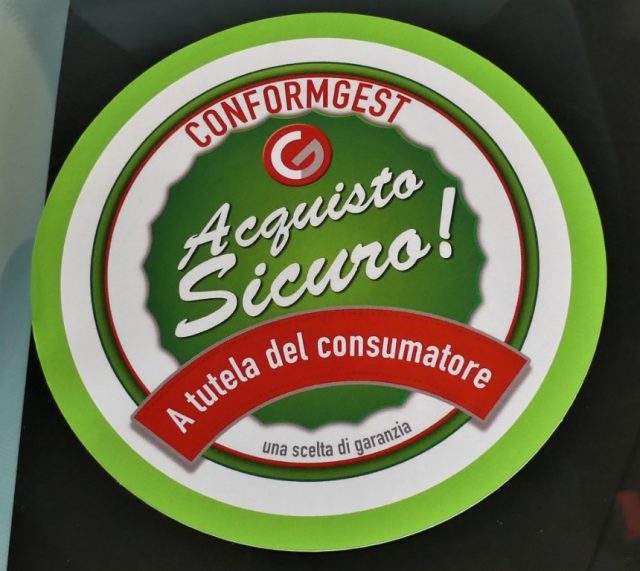 CONFORMGEST
Acquisto
Sicuro!
A tutela del consumatore
una scelta di garanzia